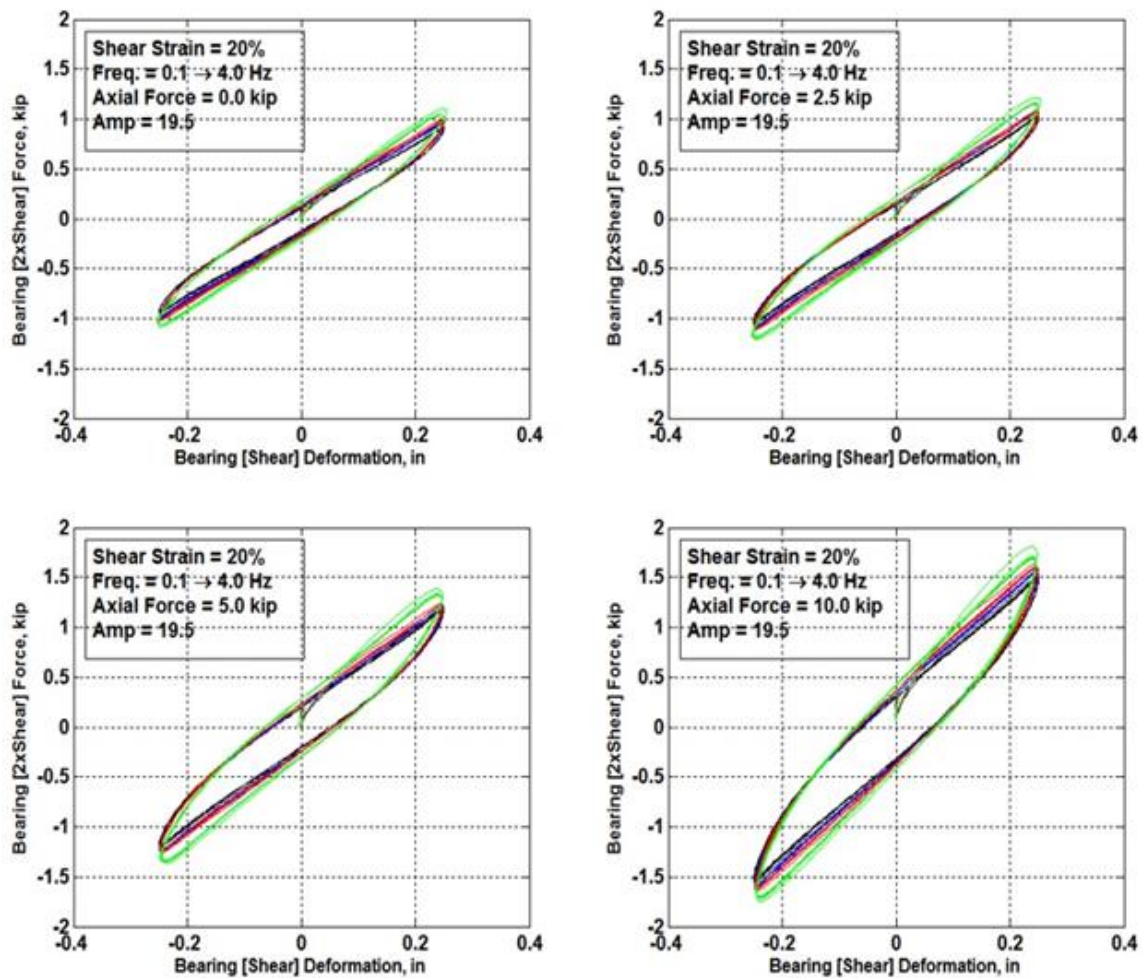 2
1.5
1
0.5
0
-0.5
-1
-1.5
-2
Bearing [2xShear] Force, kip
Shear Strain = 20%
Freq. = 0.1 → 4.0 Hz
Axial Force = 0.0 kip
Amp = 19.5
-0.4 -0.2 0 0.2 0.4
Bearing [Shear] Deformation, in
2
1.5
1
0.5
0
-0.5
-1
-1.5
-2
Bearing [2xShear] Force, kip
Shear Strain = 20%
Freq. = 0.1 → 4.0 Hz
Axial Force = 2.5 kip
Amp = 19.5
-0.4 -0.2 0 0.2 0.4
Bearing [Shear] Deformation, in
2
1.5
1
0.5
0
-0.5
-1
-1.5
-2
Bearing [2xShear] Force, kip
Shear Strain = 20%
Freq. = 0.1 → 4.0 Hz
Axial Force = 5.0 kip
Amp = 19.5
-0.4 -0.2 0 0.2 0.4
Bearing [Shear] Deformation, in
2
1.5
1
0.5
0
-0.5
-1
-1.5
-2
Bearing [2xShear] Force, kip
Shear Strain = 20%
Freq. = 0.1 → 4.0 Hz
Axial Force = 10.0 kip
Amp = 19.5
-0.4 -0.2 0 0.2 0.4
Bearing [Shear] Deformation, in